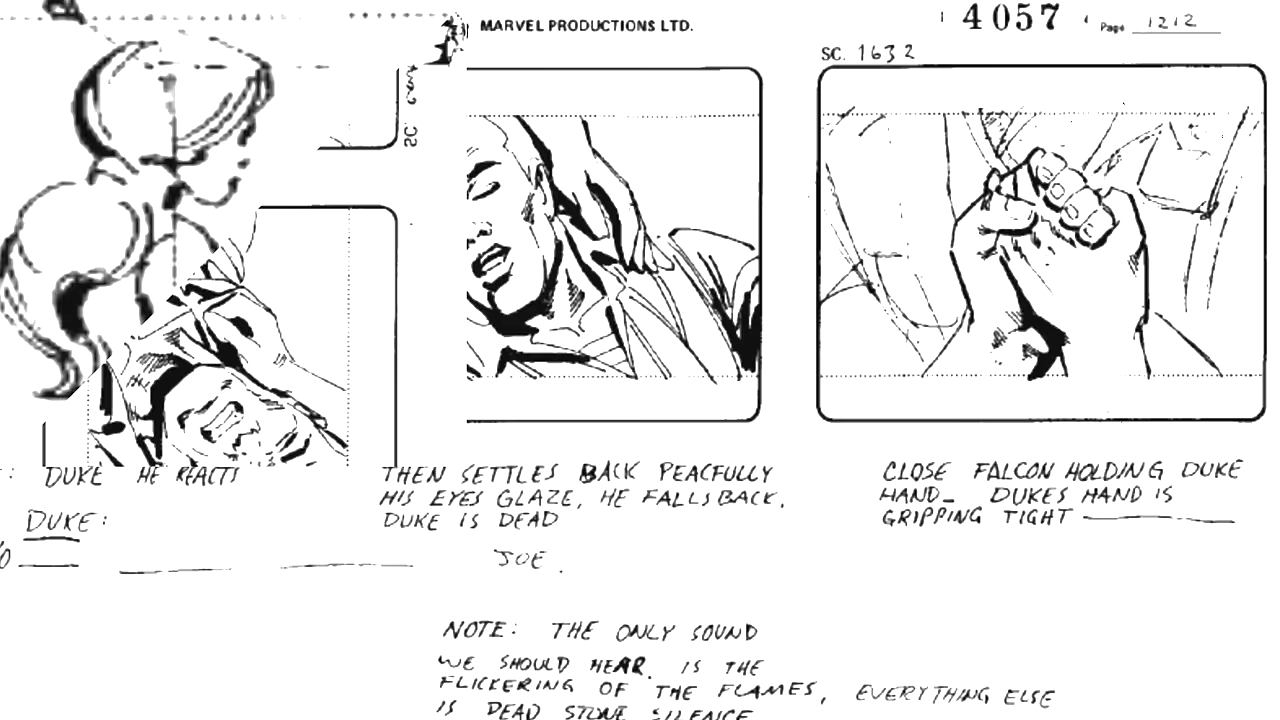 MARVEL PRODUCTIONS LTD.
4057
Page 1212
SC. 1632
SC
: DUKE HE REACTS
DUKE:
THEN SETTLES BACK PEACFULLY
HIS EYES GLAZE, HE FALLS BACK.
DUKE IS DEAD
JOE.
CLOSE FALCON HOLDING DUKE
HAND_ DUKES HAND IS
GRIPPING TIGHT
NOTE: THE ONLY SOUND
WE SHOULD HEAR. IS THE
FLICKERING OF THE FLAMES, EVERYTHING ELSE
IS DEAD STONE SILENCE